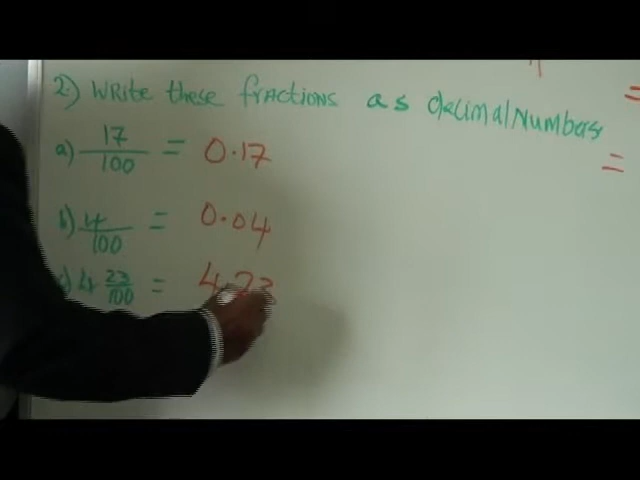 2.) Write these fractions as decimal Numbers
a) 17/100 = 0.17
b) 4/100 = 0.04
c) 4 23/100 = 4.23
=